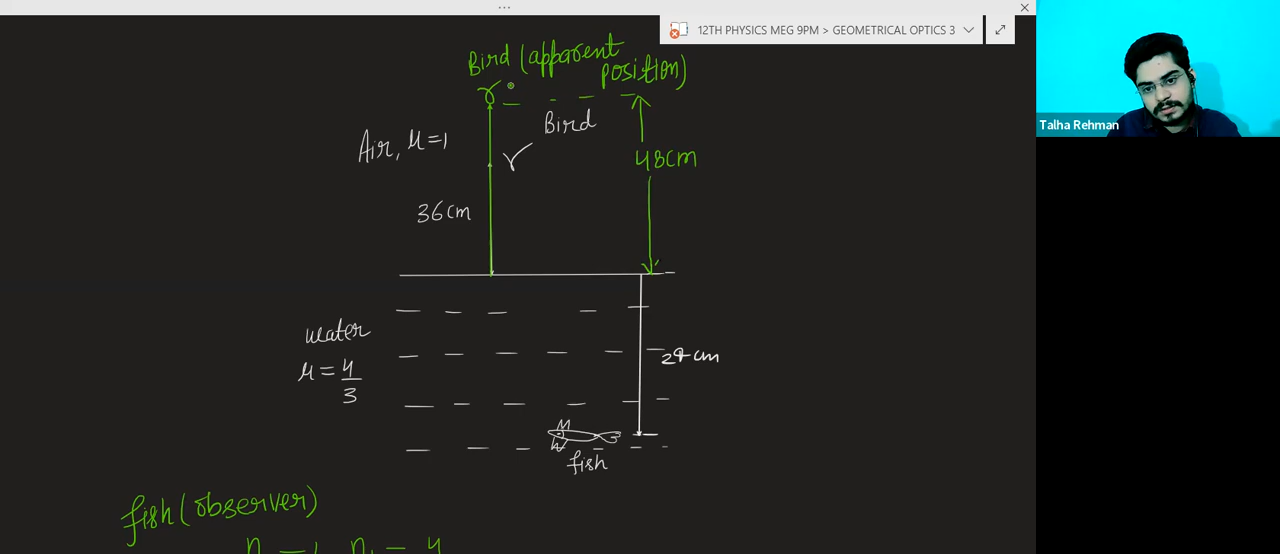 12TH PHYSICS MEG 9PM > GEOMETRICAL OPTICS 3
Talha Rehman
Bird (apparent
position)
Bird
Air, μ=1
48cm
36cm
water
μ = 4/3
cm
fish
fish (observer)